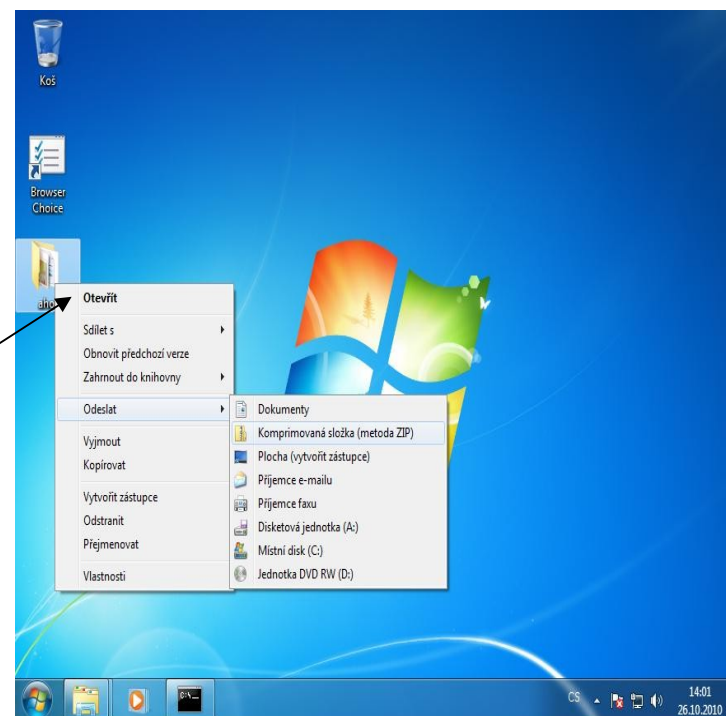 Koš
Browser
Choice
Otevřít
Sdílet s
Obnovit předchozí verze
Zahrnout do knihovny
Odeslat
Vyjmout
Kopírovat
Vytvořit zástupce
Odstranit
Přejmenovat
Vlastnosti
Dokumenty
Komprimovaná složka (metoda ZIP)
Plocha (vytvořit zástupce)
Příjemce e-mailu
Příjemce faxu
Disketová jednotka (A:)
Místní disk (C:)
Jednotka DVD RW (D:)
CS
14:01
26.10.2010